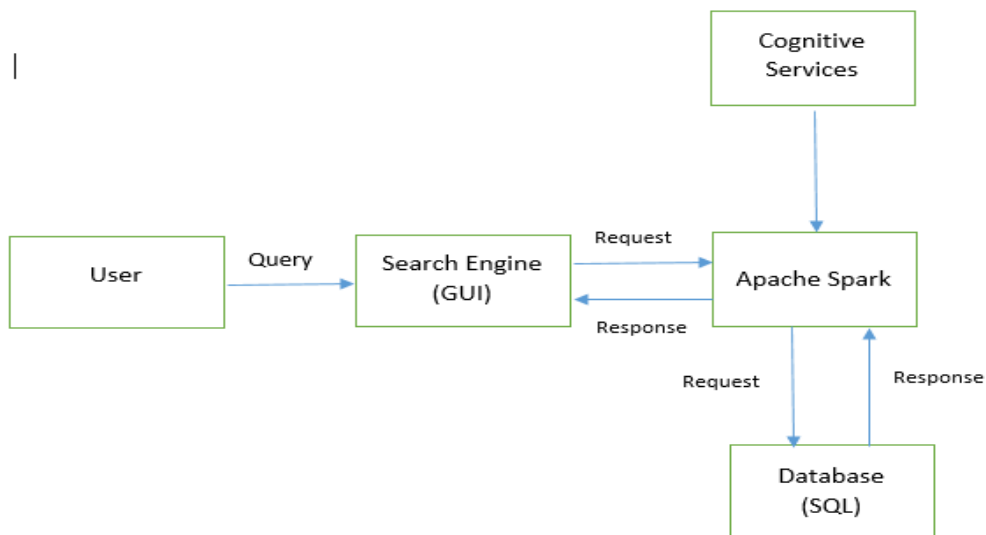 Cognitive
Services
User
Query
Search Engine
(GUI)
Request
Response
Apache Spark
Request
Response
Database
(SQL)